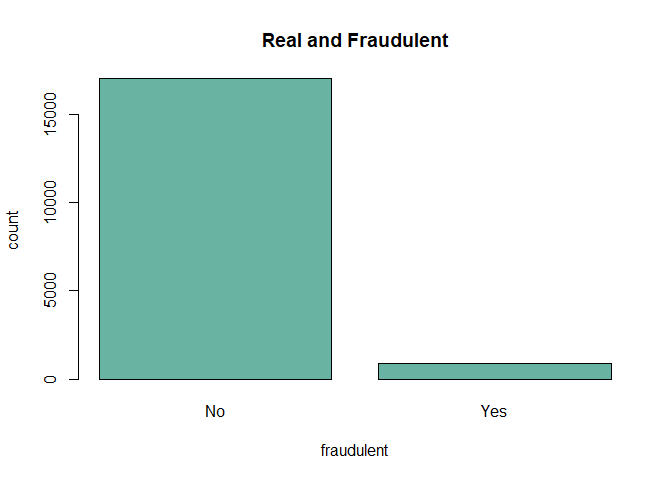 Real and Fraudulent
15000
10000
5000
0
count
No
Yes
fraudulent